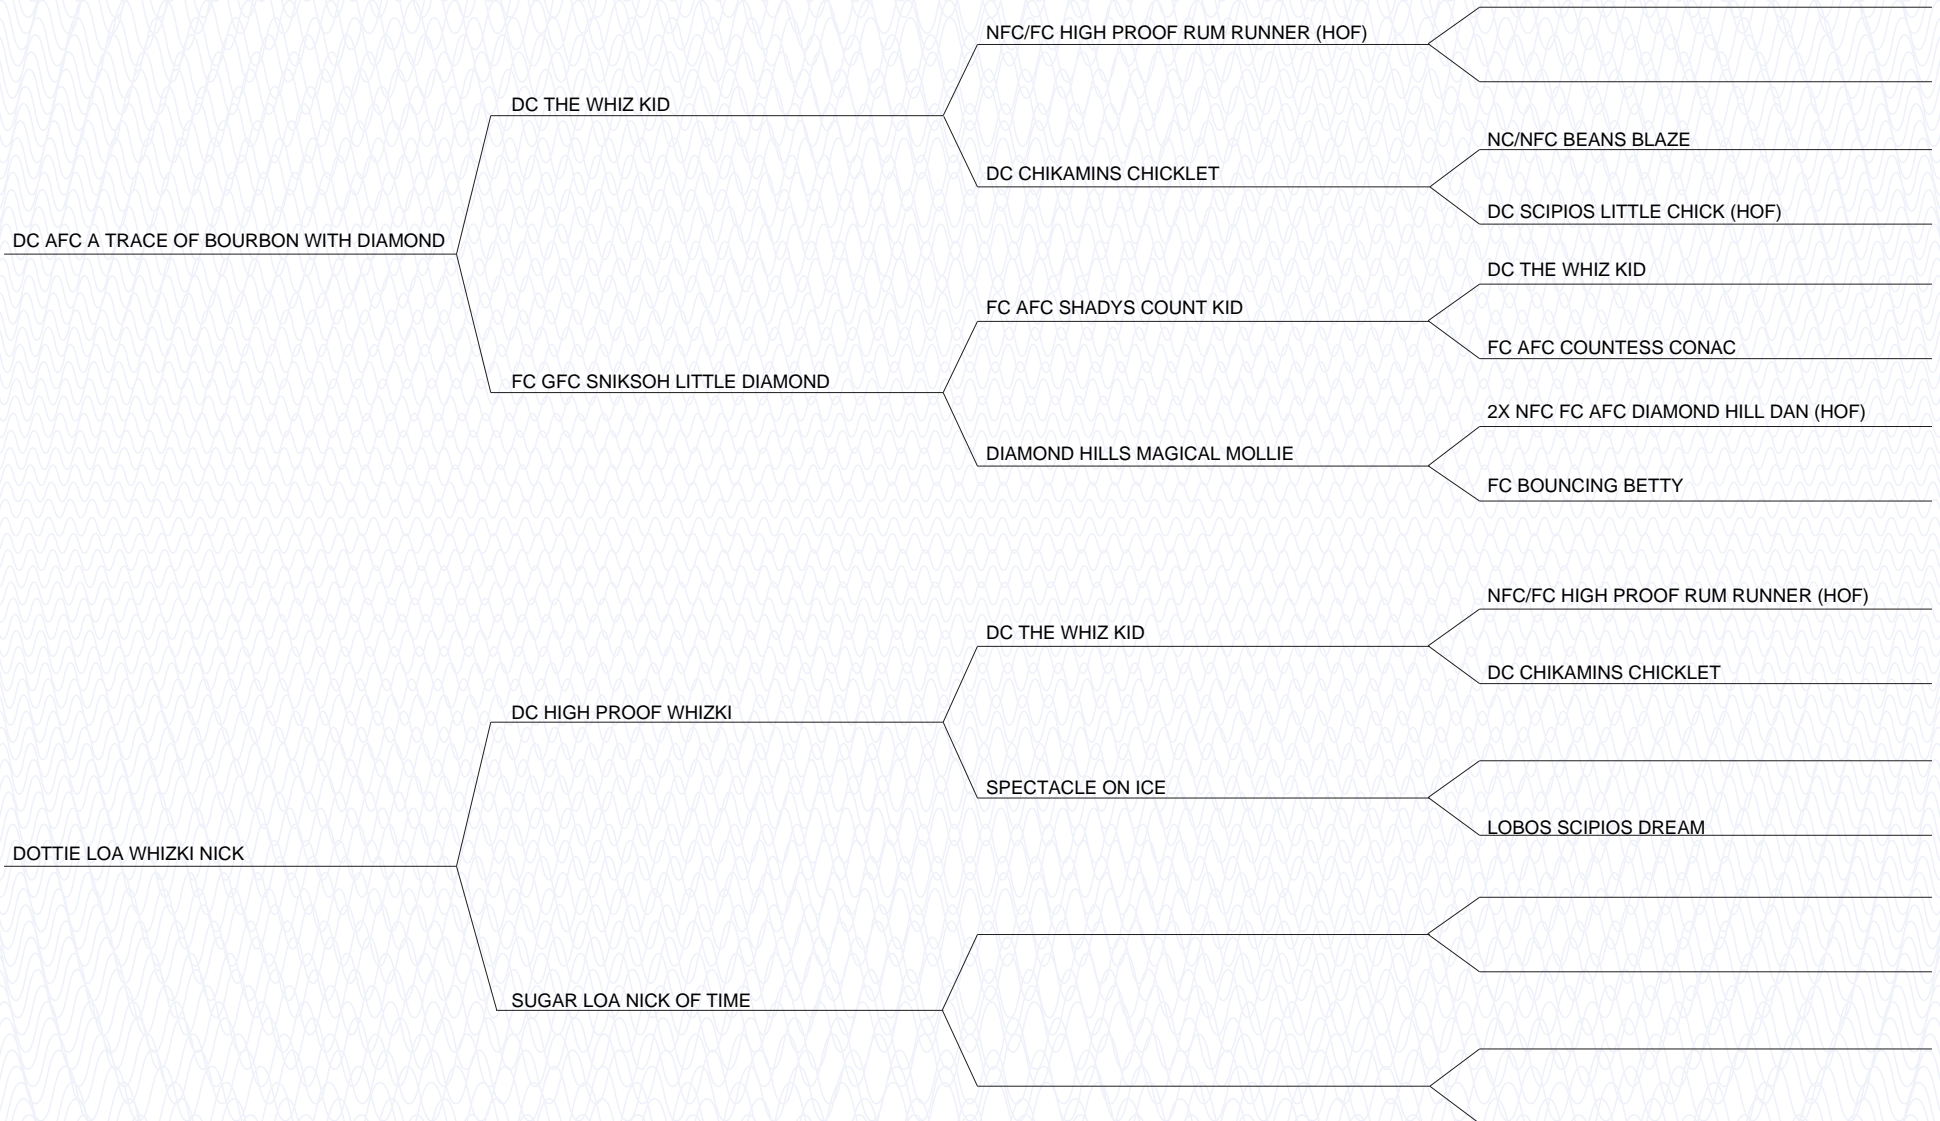 NFC/FC HIGH PROOF RUM RUNNER (HOF)
DC THE WHIZ KID
NC/NFC BEANS BLAZE
DC CHIKAMINS CHICKLET
DC SCIPIOS LITTLE CHICK (HOF)
DC AFC A TRACE OF BOURBON WITH DIAMOND
DC THE WHIZ KID
FC AFC SHADYS COUNT KID
FC AFC COUNTESS CONAC
FC GFC SNIKSOH LITTLE DIAMOND
2X NFC FC AFC DIAMOND HILL DAN (HOF)
DIAMOND HILLS MAGICAL MOLLIE
FC BOUNCING BETTY
NFC/FC HIGH PROOF RUM RUNNER (HOF)
DC THE WHIZ KID
DC CHIKAMINS CHICKLET
DC HIGH PROOF WHIZKI
SPECTACLE ON ICE
LOBOS SCIPIOS DREAM
DOTTIE LOA WHIZKI NICK
SUGAR LOA NICK OF TIME